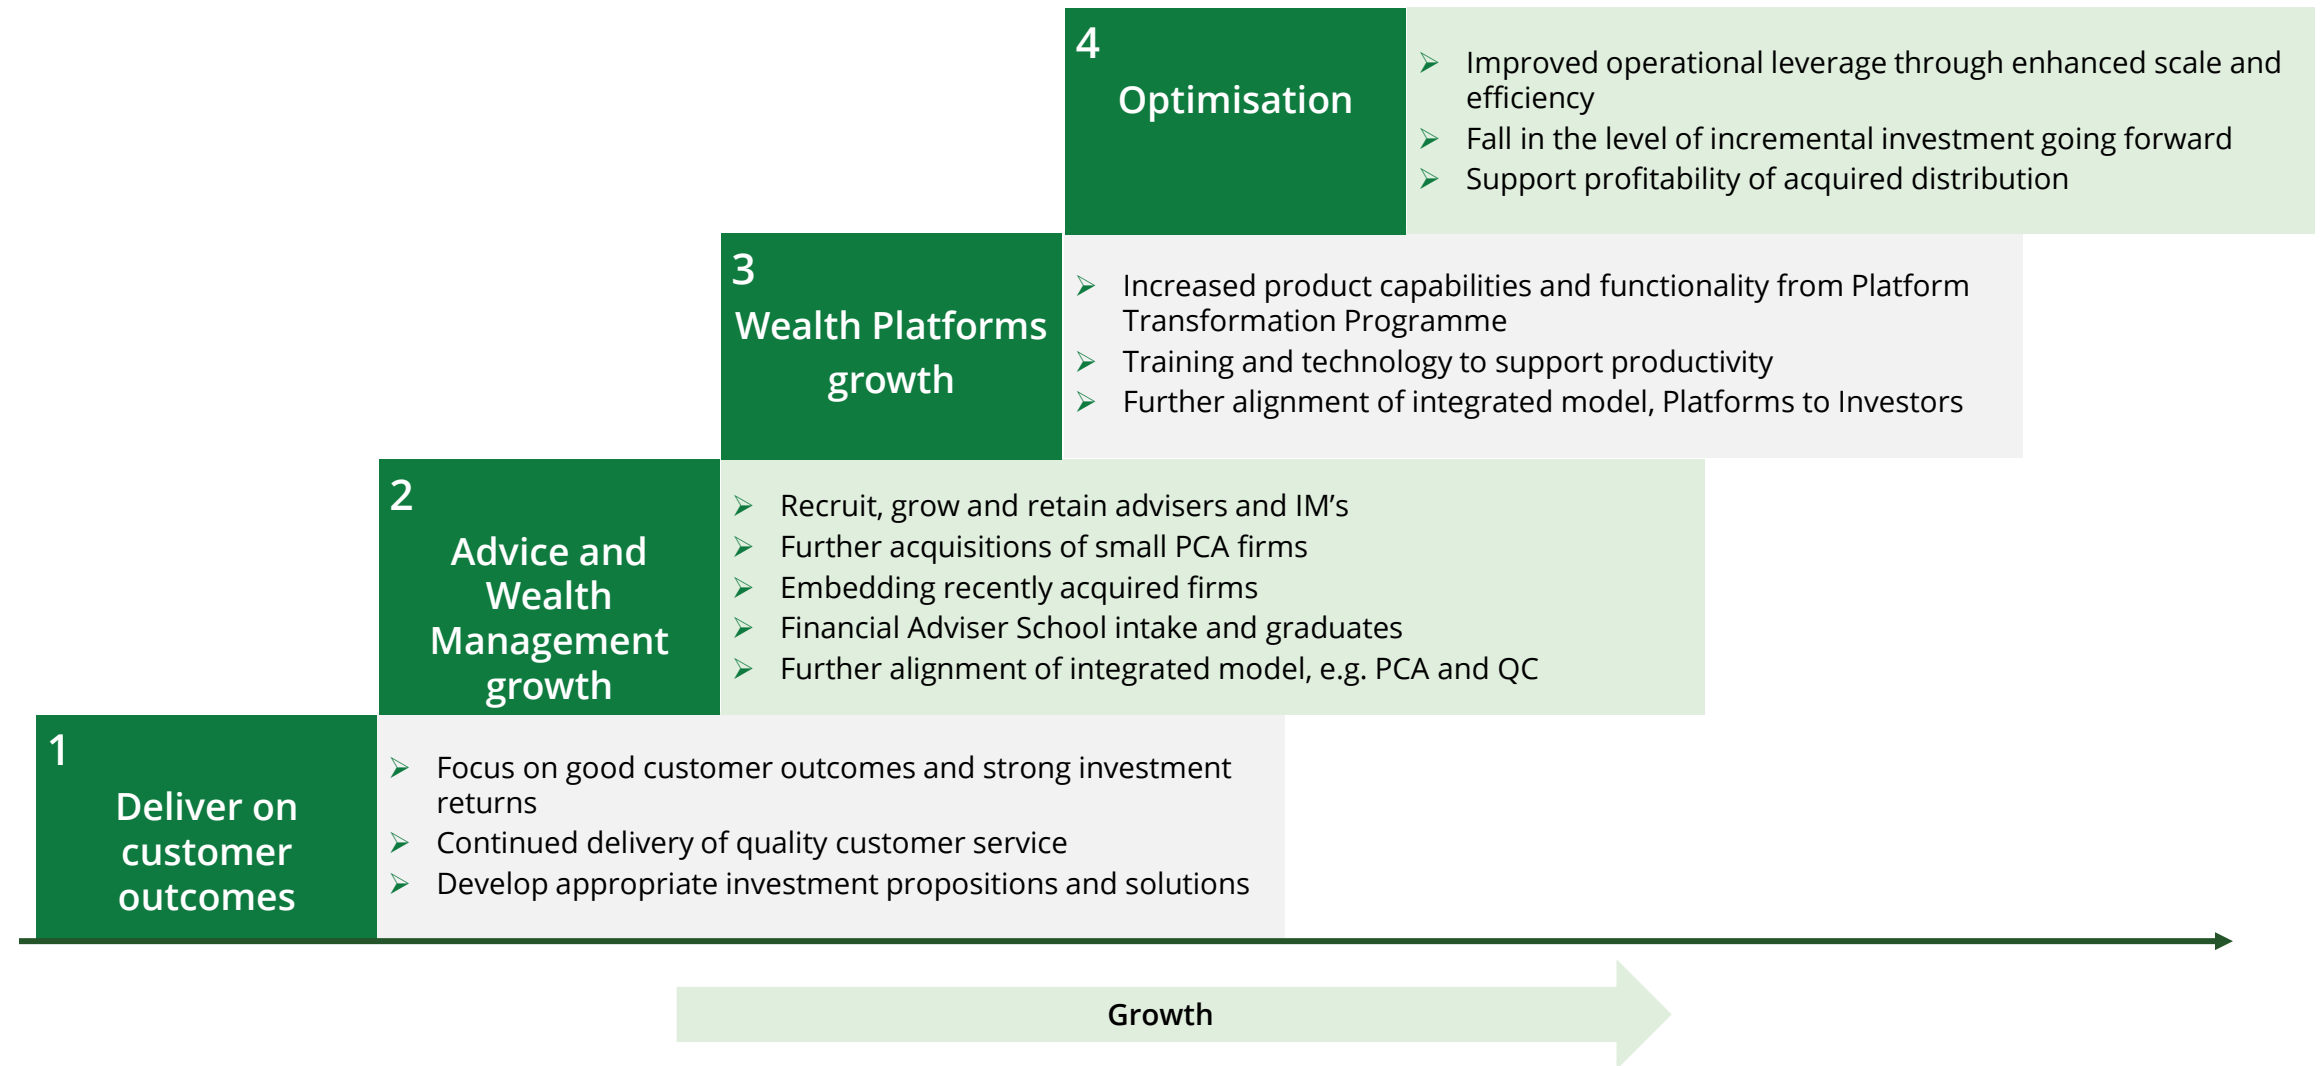 4
Optimisation
➢ Improved operational leverage through enhanced scale and
efficiency
➢ Fall in the level of incremental investment going forward
➢ Support profitability of acquired distribution
3
Wealth Platforms
growth
➢ Increased product capabilities and functionality from Platform
Transformation Programme
➢ Training and technology to support productivity
➢ Further alignment of integrated model, Platforms to Investors
2
Advice and
Wealth
Management
growth
➢ Recruit, grow and retain advisers and IM’s
➢ Further acquisitions of small PCA firms
➢ Embedding recently acquired firms
➢ Financial Adviser School intake and graduates
➢ Further alignment of integrated model, e.g. PCA and QC
1
Deliver on
customer
outcomes
➢ Focus on good customer outcomes and strong investment
returns
➢ Continued delivery of quality customer service
➢ Develop appropriate investment propositions and solutions
Growth